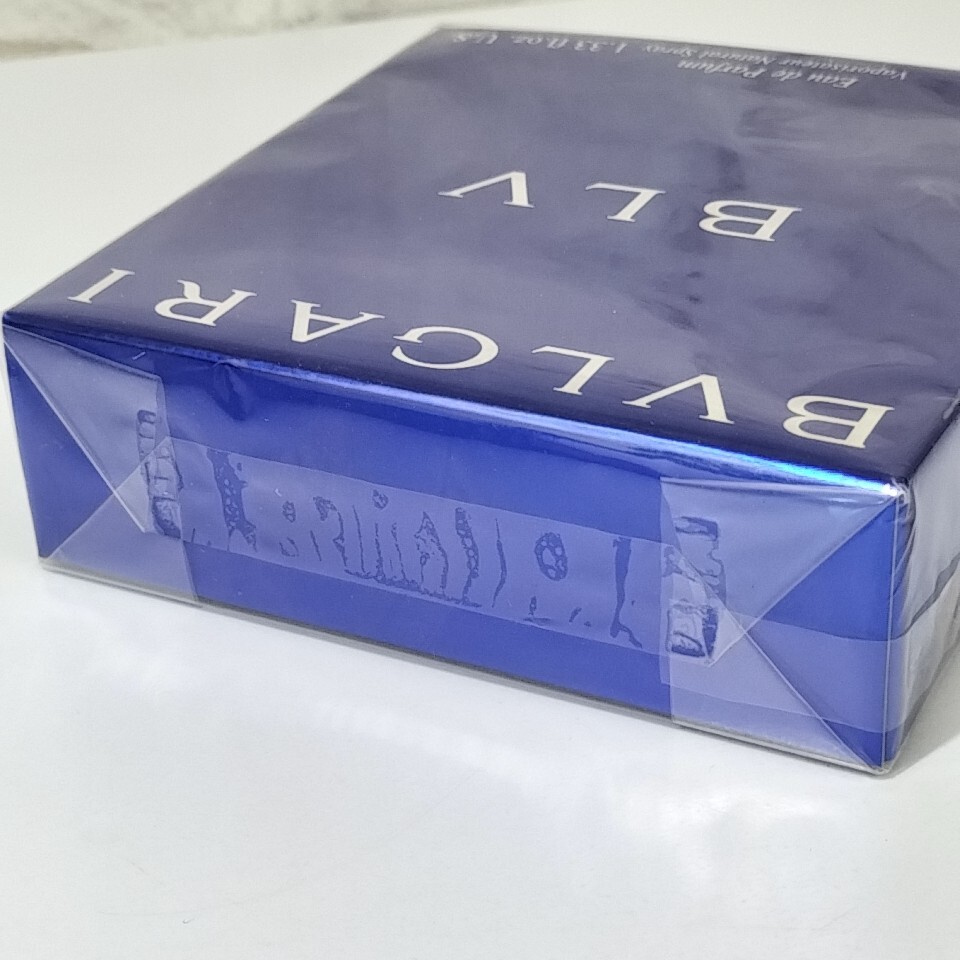 BVLGARI
BLV
Eau de Parfum
Vaporisateur Natural Spray 1.33 fl.oz. U.S.